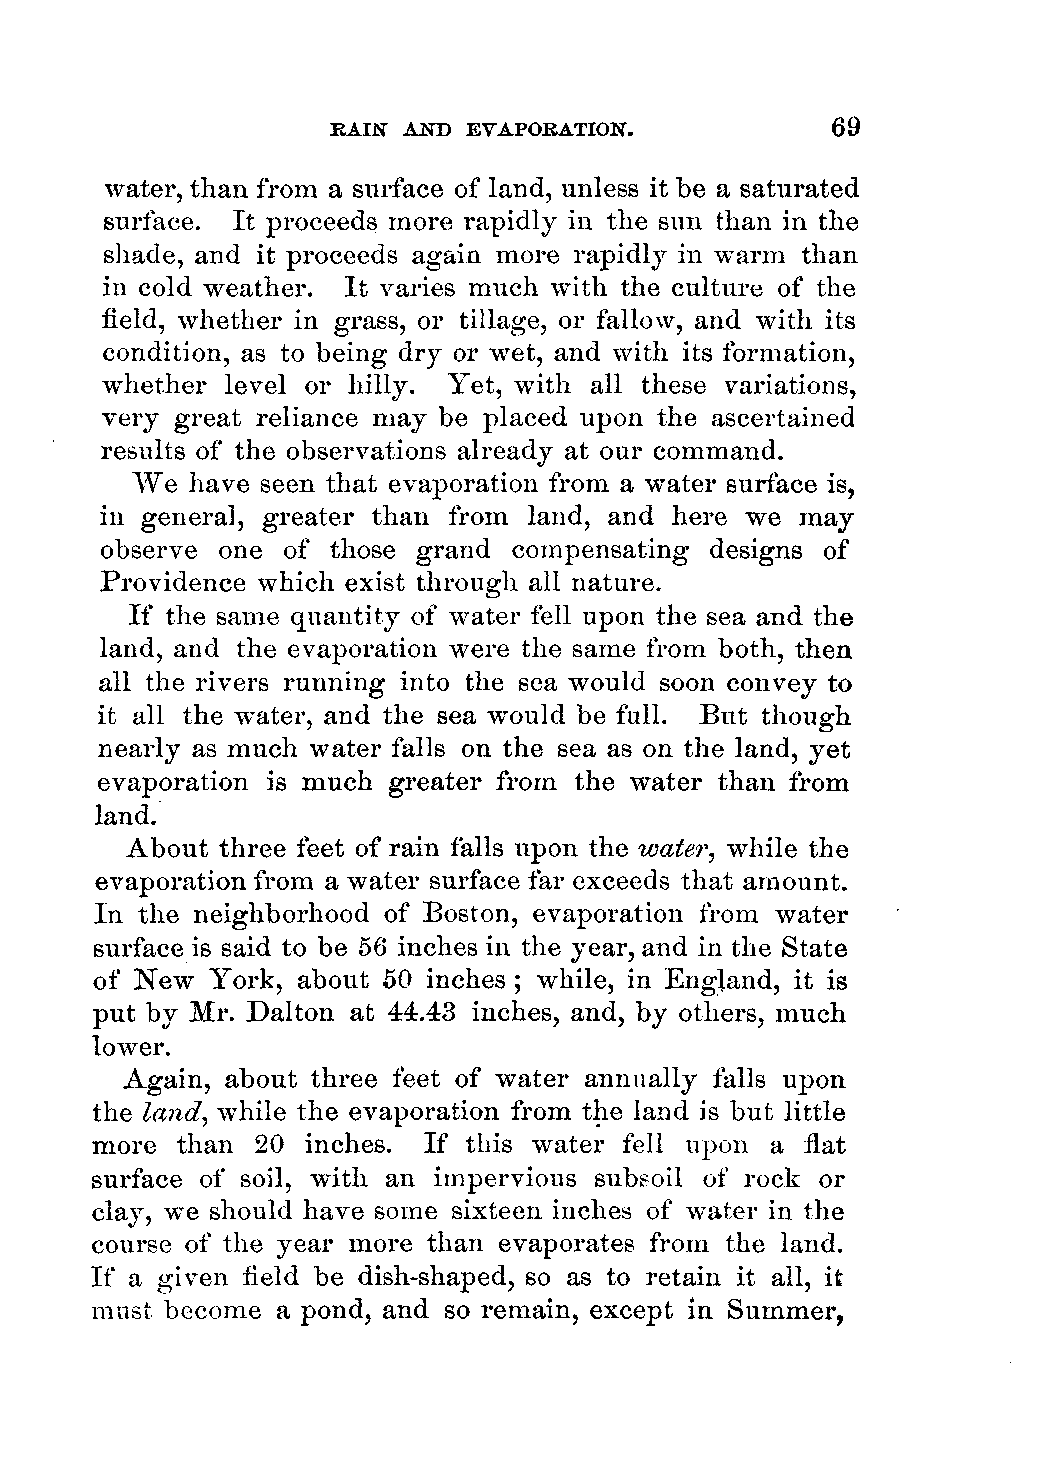 RAIN AND EVAPORATION. 69
water, than from a surface of land, unless it be a saturated
surface. It proceeds more rapidly in the sun than in the
shade, and it proceeds again more rapidly in warm than
in cold weather. It varies much with the culture of the
field, whether in grass, or tillage, or fallow, and with its
condition, as to being dry or wet, and with its formation,
whether level or hilly. Yet, with all these variations,
very great reliance may be placed upon the ascertained
results of the observations already at our command.
We have seen that evaporation from a water surface is,
in general, greater than from land, and here we may
observe one of those grand compensating designs of
Providence which exist through all nature.
If the same quantity of water fell upon the sea and the
land, and the evaporation were the same from both, then
all the rivers running into the sea would soon convey to
it all the water, and the sea would be full. But though
nearly as much water falls on the sea as on the land, yet
evaporation is much greater from the water than from
land.
About three feet of rain falls upon the water, while the
evaporation from a water surface far exceeds that amount.
In the neighborhood of Boston, evaporation from water
surface is said to be 56 inches in the year, and in the State
of New York, about 50 inches; while, in England, it is
put by Mr. Dalton at 44.43 inches, and, by others, much
lower.
Again, about three feet of water annually falls upon
the land, while the evaporation from the land is but little
more than 20 inches. If this water fell upon a flat
surface of soil, with an impervious subsoil of rock or
clay, we should have some sixteen inches of water in the
course of the year more than evaporates from the land.
If a given field be dish-shaped, so as to retain it all, it
must become a pond, and so remain, except in Summer,